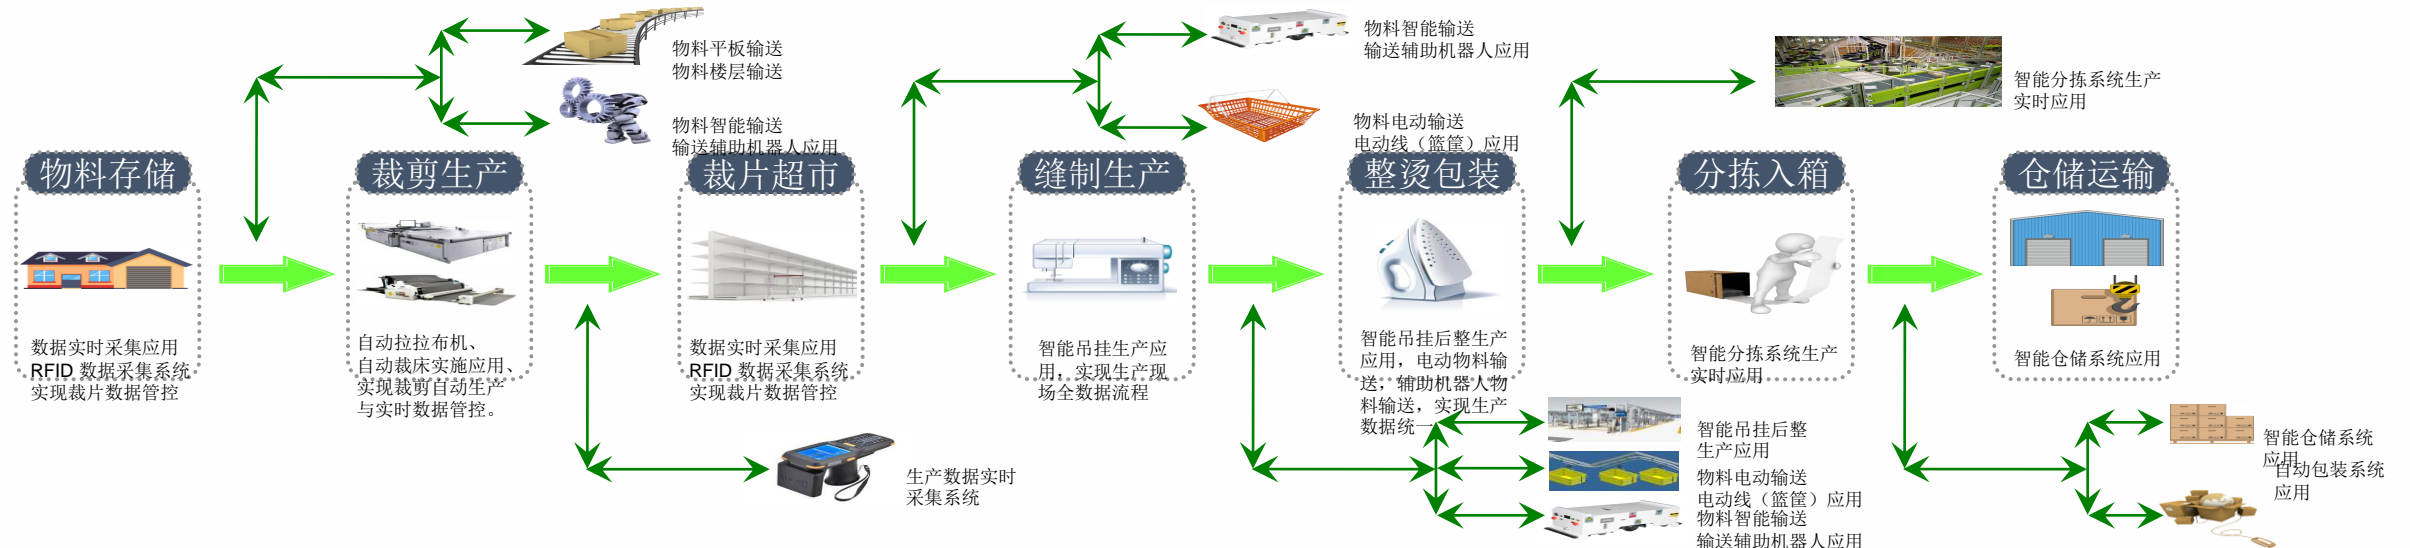 物料平板输送
物料楼层输送
物料智能输送
输送辅助机器人应用
物料智能输送
输送辅助机器人应用
物料电动输送
电动线（篮筐）应用
智能分拣系统生产
实时应用
物料存储
数据实时采集应用
RFID 数据采集系统
实现裁片数据管控
裁剪生产
自动拉拉布机、
自动裁床实施应用、
实现裁剪自动生产
与实时数据管控。
裁片超市
数据实时采集应用
RFID 数据采集系统
实现裁片数据管控
缝制生产
智能吊挂生产应
用，实现生产现
场全数据流程
整烫包装
智能吊挂后整生产
应用，电动物料输
送，辅助机器人物
料输送，实现生产
数据统一
分拣入箱
智能分拣系统生产
实时应用
仓储运输
智能仓储系统应用
生产数据实时
采集系统
智能吊挂后整
生产应用
物料电动输送
电动线（篮筐）应用
物料智能输送
输送辅助机器人应用
智能仓储系统
应用
自动包装系统
应用